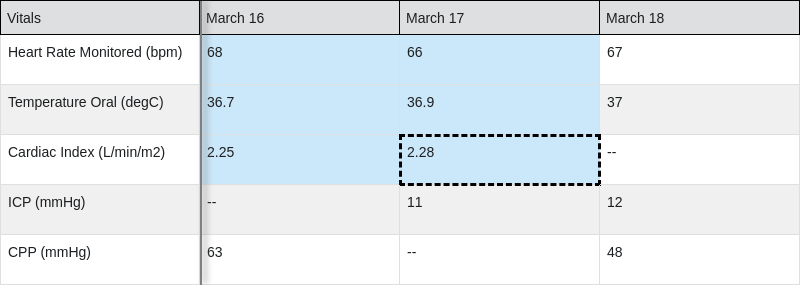 Vitals March 16 March 17 March 18
Heart Rate Monitored (bpm) 68 66 67
Temperature Oral (degC) 36.7 36.9 37
Cardiac Index (L/min/m2) 2.25 2.28 --
ICP (mmHg) -- 11 12
CPP (mmHg) 63 -- 48